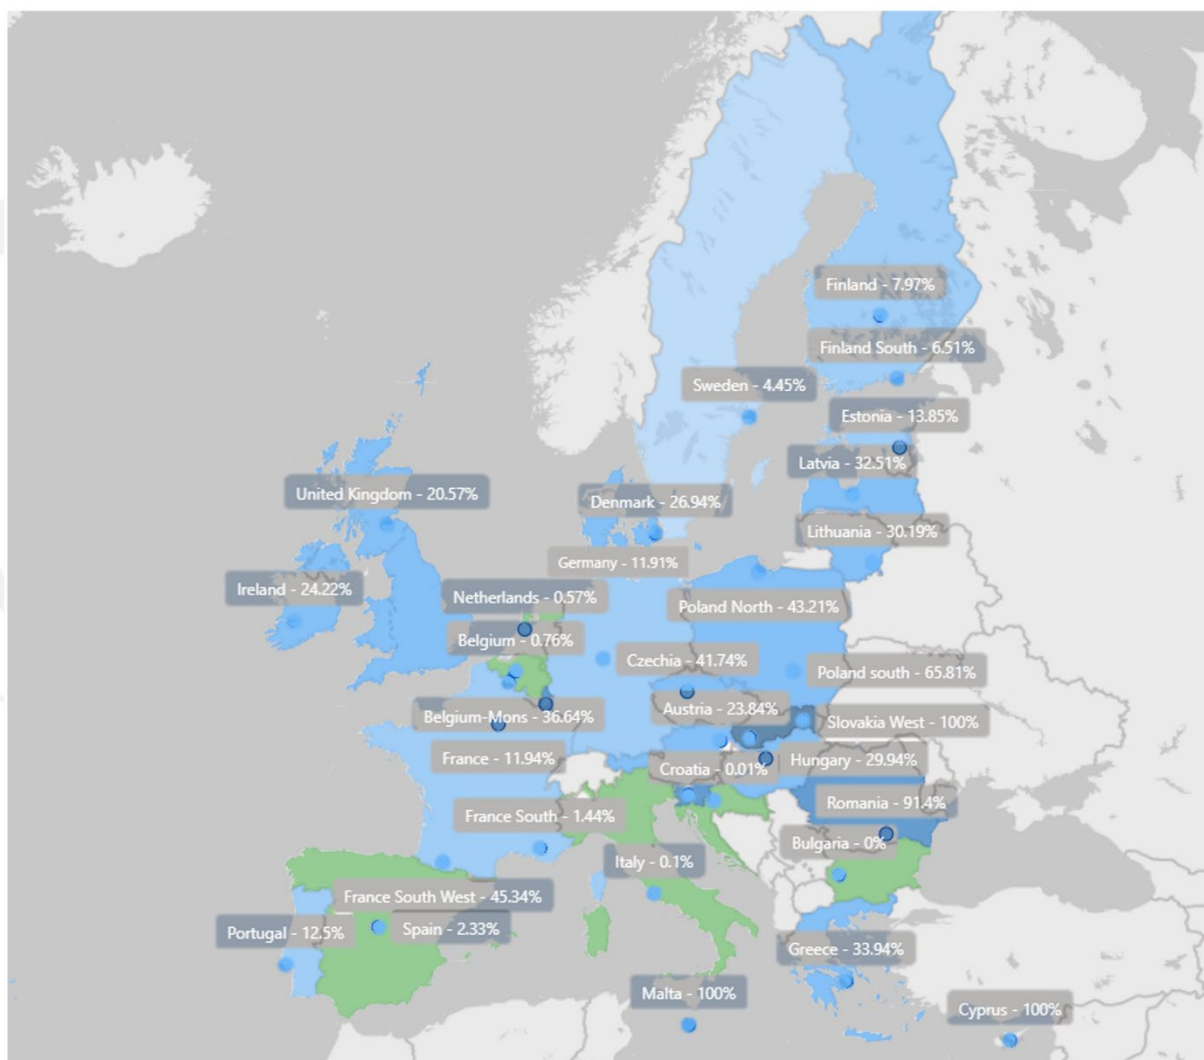 Finland - 7.97%
Finland South - 6.51%
Sweden - 4.45%
Estonia - 13.85%
Latvia - 32.51%
United Kingdom - 20.57%
Denmark - 26.94%
Lithuania - 30.19%
Germany - 11.91%
Ireland - 24.22%
Netherlands - 0.57%
Poland North - 43.21%
Belgium - 0.76%
Czechia - 41.74%
Poland south - 65.81%
Austria - 23.84%
Belgium-Mons - 36.64%
Slovakia West - 100%
France - 11.94%
Croatia - 0.01%
Hungary - 29.94%
Romania - 91.4%
France South - 1.44%
Bulgaria - 0%
Italy - 0.1%
France South West - 45.34%
Portugal - 12.5%
Spain - 2.33%
Greece - 33.94%
Malta - 100%
Cyprus - 100%